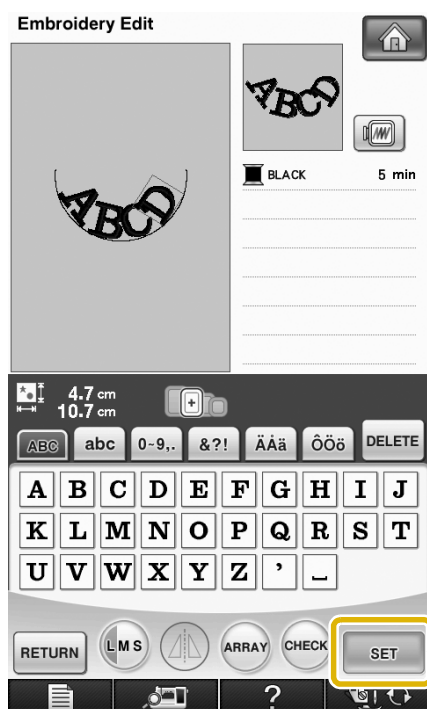 Embroidery Edit
ABCD
BLACK 5 min
ABCD
4.7 cm
10.7 cm
ABC abc 0~9,. &?! ÄÁä ÔÖö DELETE
A B C D E F G H I J
K L M N O P Q R S T
U V W X Y Z ' _
RETURN L M S ARRAY CHECK SET
?